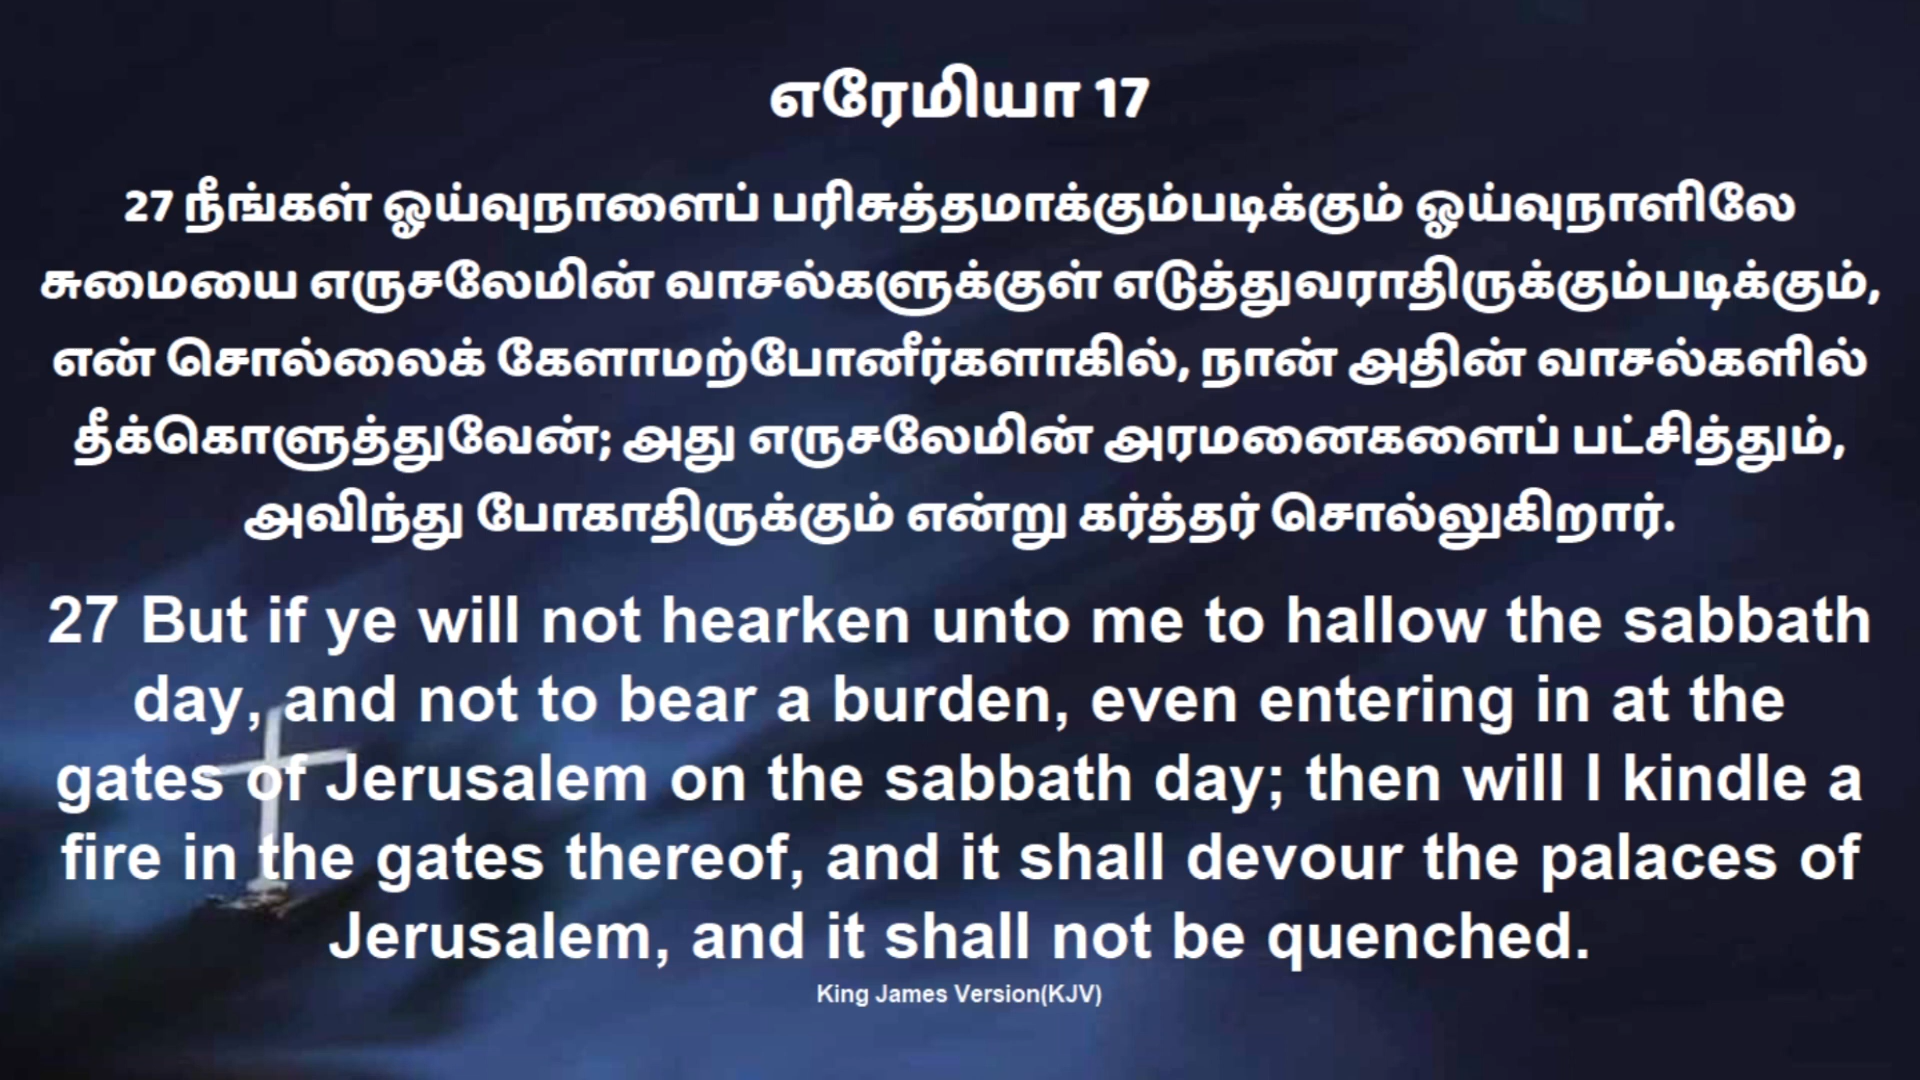 எரேமியா 17
27 நீங்கள் ஓய்வுநாளைப் பரிசுத்தமாக்கும்படிக்கும் ஓய்வுநாளிலே
சுமையை எருசலேமின் வாசல்களுக்குள் எடுத்துவராதிருக்கும்படிக்கும்,
என் சொல்லைக் கேளாமற்போனீர்களாகில், நான் அதின் வாசல்களில்
தீக்கொளுத்துவேன்; அது எருசலேமின் அரமனைகளைப் பட்சித்தும்,
அவிந்து போகாதிருக்கும் என்று கர்த்தர் சொல்லுகிறார்.
27 But if ye will not hearken unto me to hallow the sabbath
day, and not to bear a burden, even entering in at the
gates of Jerusalem on the sabbath day; then will I kindle a
fire in the gates thereof, and it shall devour the palaces of
Jerusalem, and it shall not be quenched.
King James Version(KJV)